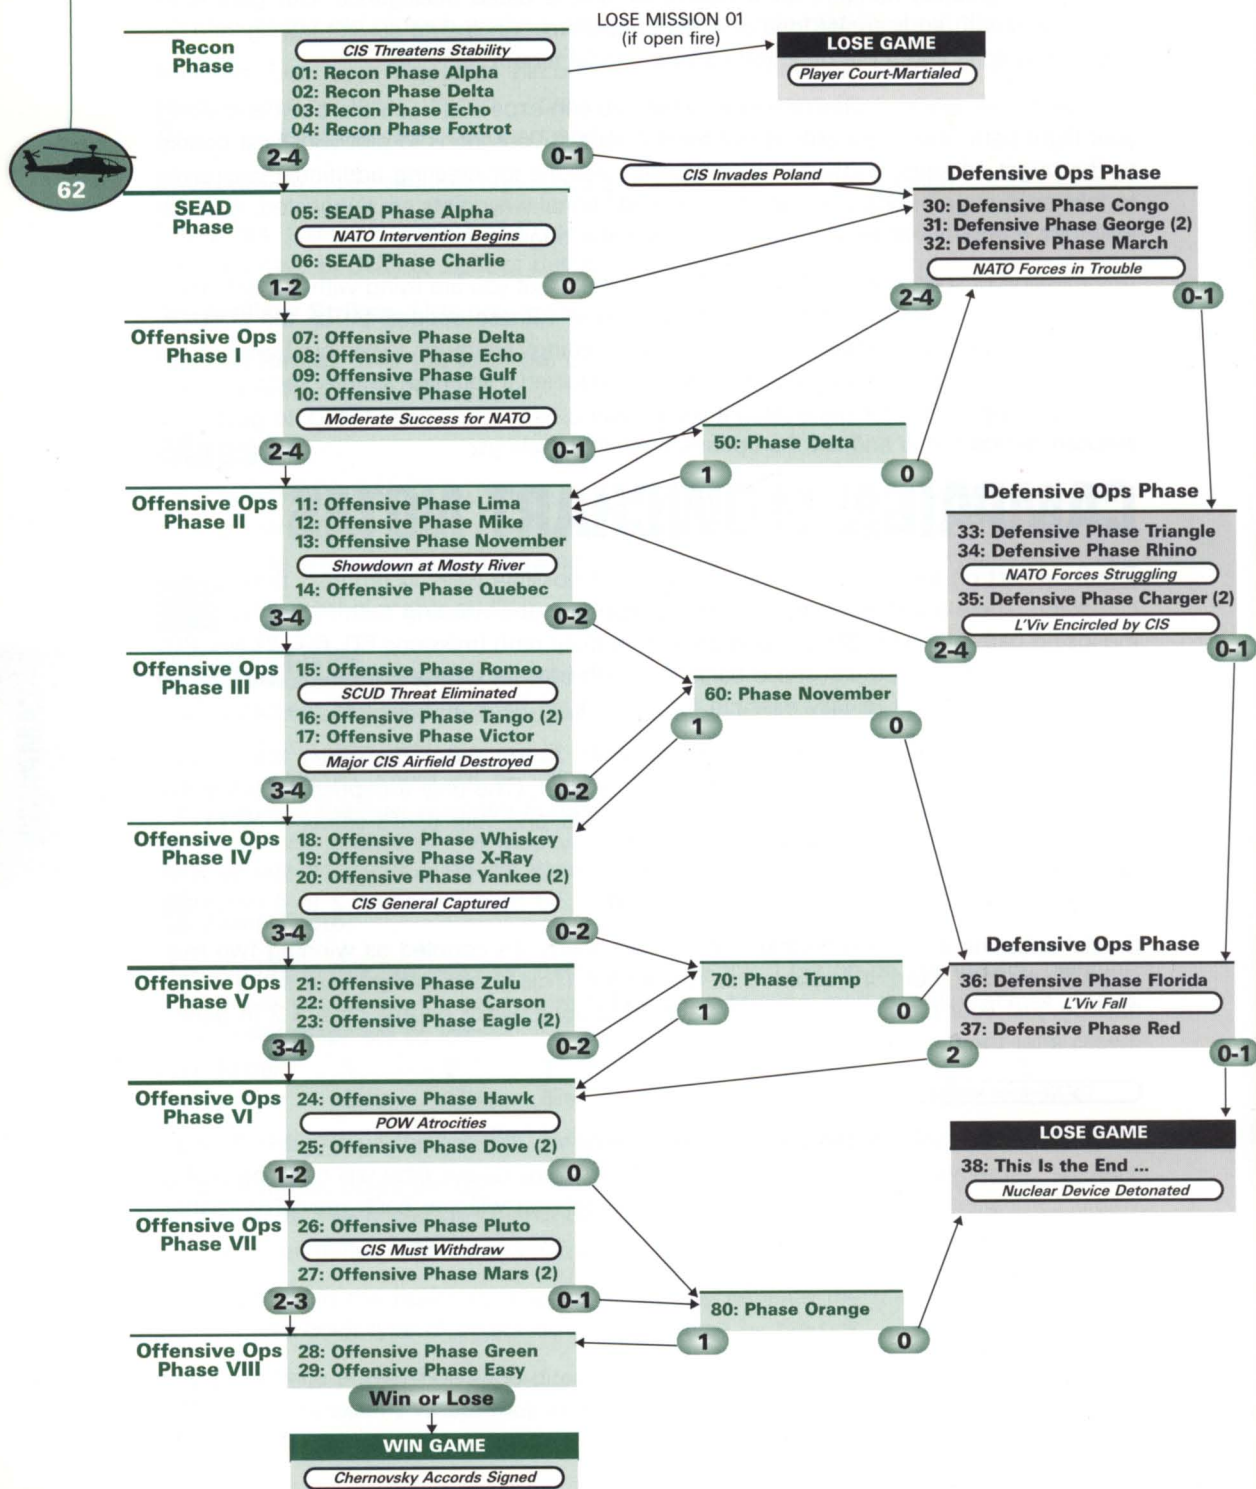 LOSE MISSION 01
(if open fire)
Recon
Phase
CIS Threatens Stability
01: Recon Phase Alpha
02: Recon Phase Delta
03: Recon Phase Echo
04: Recon Phase Foxtrot
2-4
0-1
LOSE GAME
Player Court-Martialed
62
CIS Invades Poland
SEAD
Phase
05: SEAD Phase Alpha
NATO Intervention Begins
06: SEAD Phase Charlie
1-2
0
Defensive Ops Phase
30: Defensive Phase Congo
31: Defensive Phase George (2)
32: Defensive Phase March
NATO Forces in Trouble
2-4
0-1
Offensive Ops
Phase I
07: Offensive Phase Delta
08: Offensive Phase Echo
09: Offensive Phase Gulf
10: Offensive Phase Hotel
Moderate Success for NATO
2-4
0-1
50: Phase Delta
1
0
Offensive Ops
Phase II
11: Offensive Phase Lima
12: Offensive Phase Mike
13: Offensive Phase November
Showdown at Mosty River
14: Offensive Phase Quebec
3-4
0-2
Defensive Ops Phase
33: Defensive Phase Triangle
34: Defensive Phase Rhino
NATO Forces Struggling
35: Defensive Phase Charger (2)
L'Viv Encircled by CIS
2-4
0-1
Offensive Ops
Phase III
15: Offensive Phase Romeo
SCUD Threat Eliminated
16: Offensive Phase Tango (2)
17: Offensive Phase Victor
Major CIS Airfield Destroyed
3-4
0-2
60: Phase November
1
0
Offensive Ops
Phase IV
18: Offensive Phase Whiskey
19: Offensive Phase X-Ray
20: Offensive Phase Yankee (2)
CIS General Captured
3-4
0-2
Offensive Ops
Phase V
21: Offensive Phase Zulu
22: Offensive Phase Carson
23: Offensive Phase Eagle (2)
3-4
0-2
70: Phase Trump
1
0
Defensive Ops Phase
36: Defensive Phase Florida
L'Viv Fall
37: Defensive Phase Red
2
0-1
Offensive Ops
Phase VI
24: Offensive Phase Hawk
POW Atrocities
25: Offensive Phase Dove (2)
1-2
0
LOSE GAME
38: This Is the End ...
Nuclear Device Detonated
Offensive Ops
Phase VII
26: Offensive Phase Pluto
CIS Must Withdraw
27: Offensive Phase Mars (2)
2-3
0-1
80: Phase Orange
1
0
Offensive Ops
Phase VIII
28: Offensive Phase Green
29: Offensive Phase Easy
Win or Lose
WIN GAME
Chernovsky Accords Signed